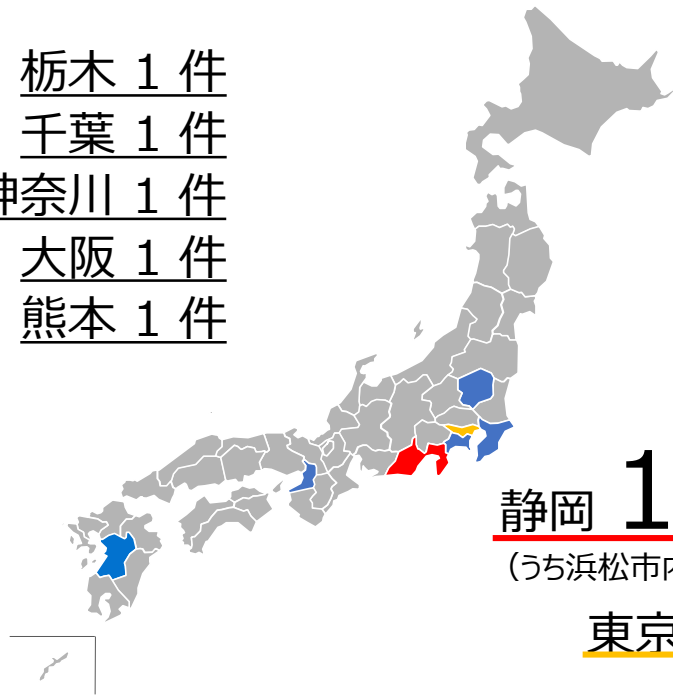 栃木 1 件
千葉 1 件
神奈川 1 件
大阪 1 件
熊本 1 件
静岡 1
(うち浜松市内
東京